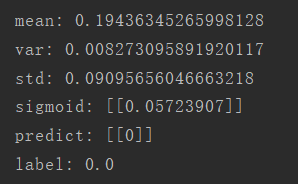 mean: 0.19436345265998128
var: 0.008273095891920117
std: 0.09095656046663218
sigmoid: [[0.05723907]]
predict: [[0]]
label: 0.0